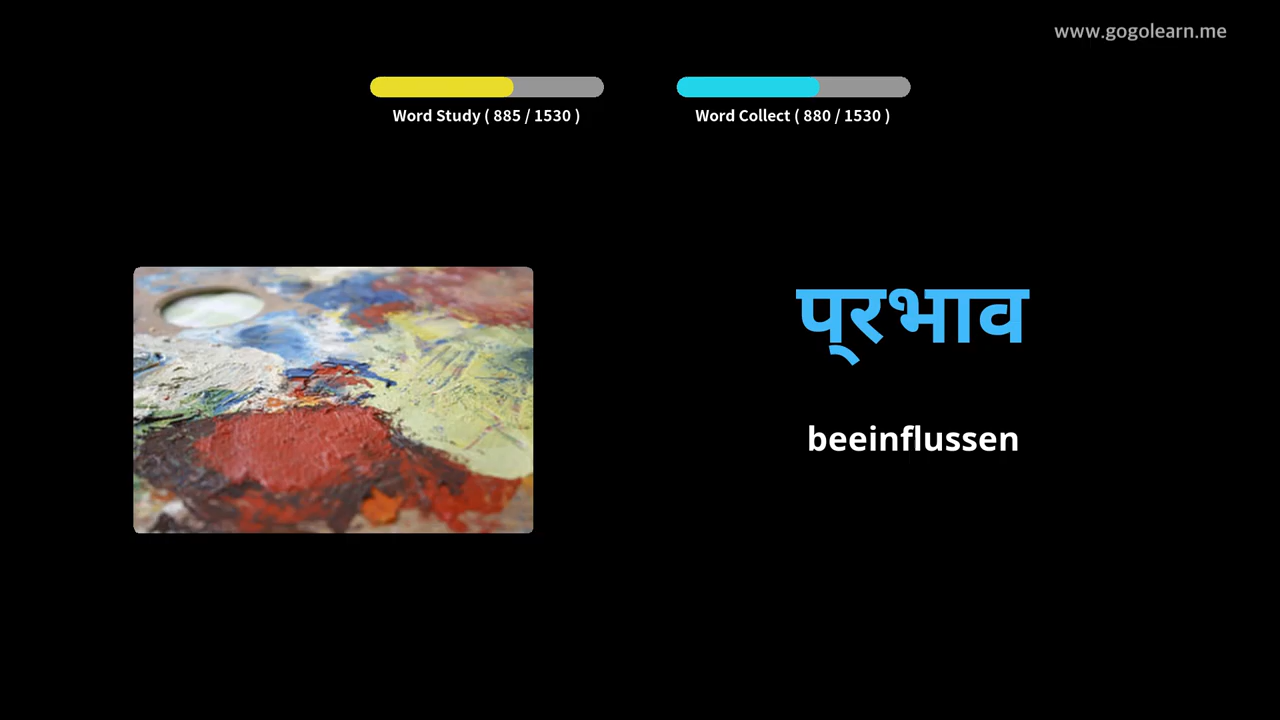 www.gogolearn.me
Word Study ( 885 / 1530 )
Word Collect ( 880 / 1530 )
प्रभाव
beeinflussen